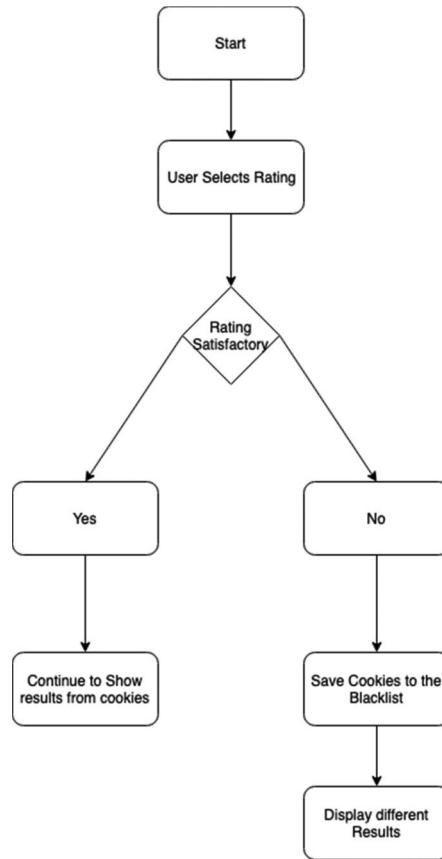 Start
User Selects Rating
Rating
Satisfactory
Yes
No
Continue to Show
results from cookies
Save Cookies to the
Blacklist
Display different
Results